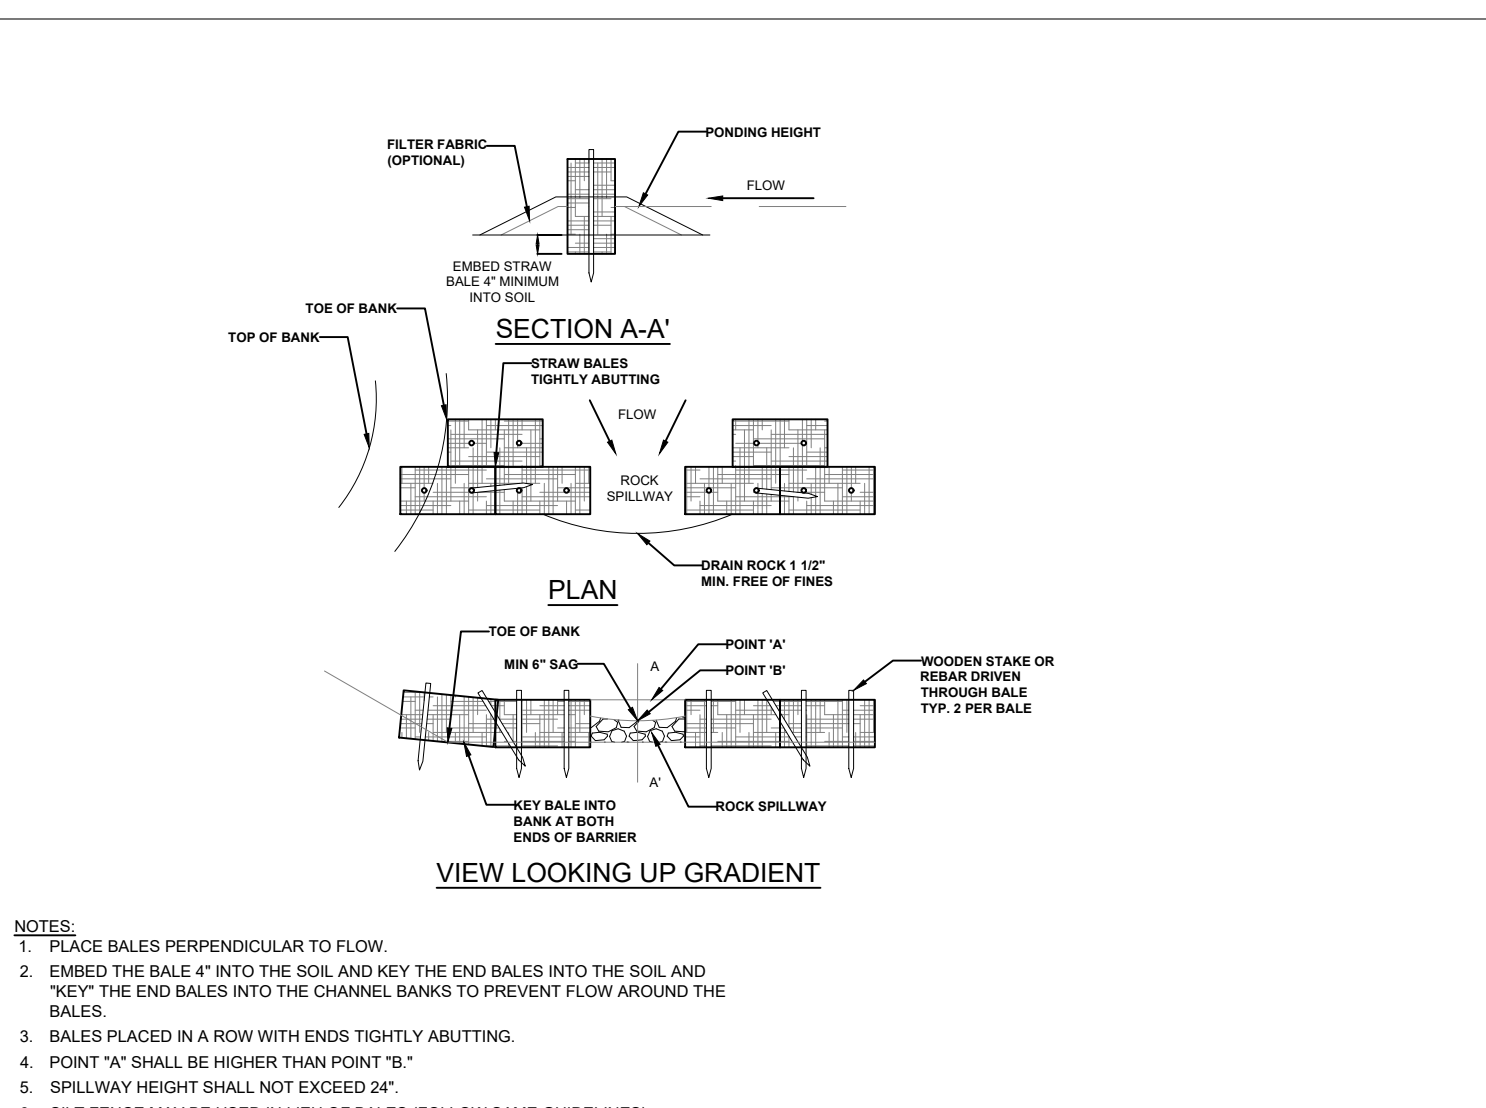 FILTER FABRIC
(OPTIONAL)
PONDING HEIGHT
FLOW
EMBED STRAW
BALE 4" MINIMUM
INTO SOIL
SECTION A-A'
TOE OF BANK
TOP OF BANK
STRAW BALES
TIGHTLY ABUTTING
FLOW
ROCK
SPILLWAY
DRAIN ROCK 1 1/2"
MIN. FREE OF FINES
PLAN
TOE OF BANK
MIN 6" SAG
A
POINT 'A'
POINT 'B'
WOODEN STAKE OR
REBAR DRIVEN
THROUGH BALE
TYP. 2 PER BALE
A'
KEY BALE INTO
BANK AT BOTH
ENDS OF BARRIER
ROCK SPILLWAY
VIEW LOOKING UP GRADIENT
NOTES:
1. PLACE BALES PERPENDICULAR TO FLOW.
2. EMBED THE BALE 4" INTO THE SOIL AND KEY THE END BALES INTO THE SOIL AND
"KEY" THE END BALES INTO THE CHANNEL BANKS TO PREVENT FLOW AROUND THE
BALES.
3. BALES PLACED IN A ROW WITH ENDS TIGHTLY ABUTTING.
4. POINT "A" SHALL BE HIGHER THAN POINT "B."
5. SPILLWAY HEIGHT SHALL NOT EXCEED 24".